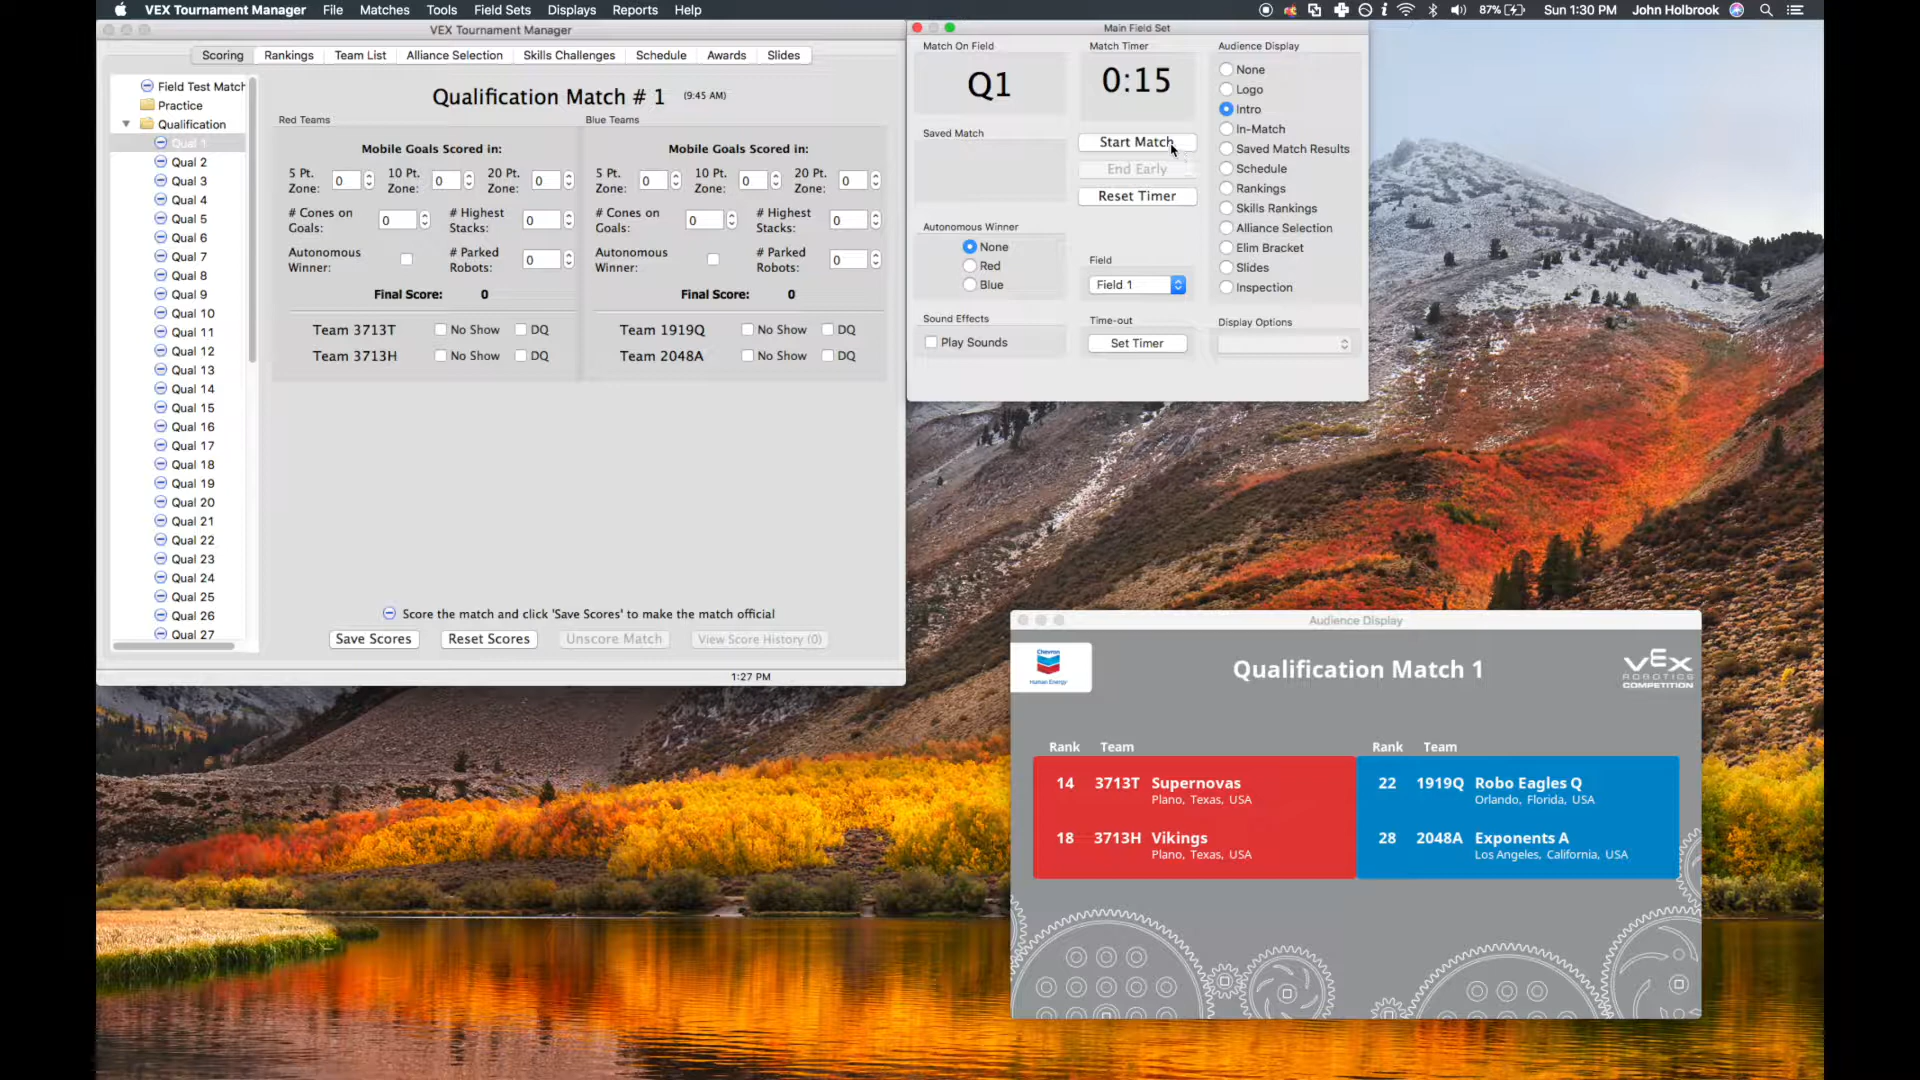 VEX Tournament Manager File Matches Tools Field Sets Displays Reports Help 87% Sun 1:30 PM John Holbrook
VEX Tournament Manager
Scoring Rankings Team List Alliance Selection Skills Challenges Schedule Awards Slides
Field Test Match
Practice
Qualification
Qual 1
Qual 2
Qual 3
Qual 4
Qual 5
Qual 6
Qual 7
Qual 8
Qual 9
Qual 10
Qual 11
Qual 12
Qual 13
Qual 14
Qual 15
Qual 16
Qual 17
Qual 18
Qual 19
Qual 20
Qual 21
Qual 22
Qual 23
Qual 24
Qual 25
Qual 26
Qual 27
Qualification Match # 1 (9:45 AM)
Red Teams Blue Teams
Mobile Goals Scored in: Mobile Goals Scored in:
5 Pt. Zone: 0 10 Pt. Zone: 0 20 Pt. Zone: 0 5 Pt. Zone: 0 10 Pt. Zone: 0 20 Pt. Zone: 0
# Cones on Goals: 0 # Highest Stacks: 0 # Cones on Goals: 0 # Highest Stacks: 0
Autonomous Winner: # Parked Robots: 0 Autonomous Winner: # Parked Robots: 0
Final Score: 0 Final Score: 0
Team 3713T No Show DQ Team 1919Q No Show DQ
Team 3713H No Show DQ Team 2048A No Show DQ
Score the match and click 'Save Scores' to make the match official
Save Scores Reset Scores Unscore Match View Score History (0)
1:27 PM
Main Field Set
Match On Field
Q1
Saved Match
Autonomous Winner
None
Red
Blue
Sound Effects
Play Sounds
Match Timer
0:15
Start Match
End Early
Reset Timer
Field
Field 1
Time-out
Set Timer
Audience Display
None
Logo
Intro
In-Match
Saved Match Results
Schedule
Rankings
Skills Rankings
Alliance Selection
Elim Bracket
Slides
Inspection
Display Options
Audience Display
Chevron
Human Energy
Qualification Match 1
VEX
ROBOTICS
COMPETITION
Rank Team Rank Team
14 3713T Supernovas 22 1919Q Robo Eagles Q
Plano, Texas, USA Orlando, Florida, USA
18 3713H Vikings 28 2048A Exponents A
Plano, Texas, USA Los Angeles, California, USA